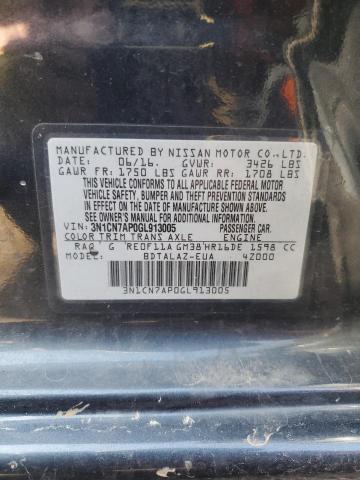 MANUFACTURED BY NISSAN MOTOR CO.,LTD.
DATE: 06/16. GVWR: 3426 LBS
GAWR FR: 1750 LBS GAWR RR: 1708 LBS
THIS VEHICLE CONFORMS TO ALL APPLICABLE FEDERAL MOTOR
VEHICLE SAFETY, BUMPER AND THEFT PREVENTION STANDARDS
IN EFFECT ON THE DATE OF MANUFACTURE SHOWN ABOVE.
SEE OWNER'S MANUAL OR ADDITIONAL INFORMATION.
VIN: 3N1CN7AP0GL913005 PASSENGER CAR.
COLOR TRIM TRANS AXLE ENGINE
RAQ G RE0F11A GM38 HR16DE 1598 CC
MODEL: BDTALAZ-EUA 4Z000
3N1CN7AP0GL913005